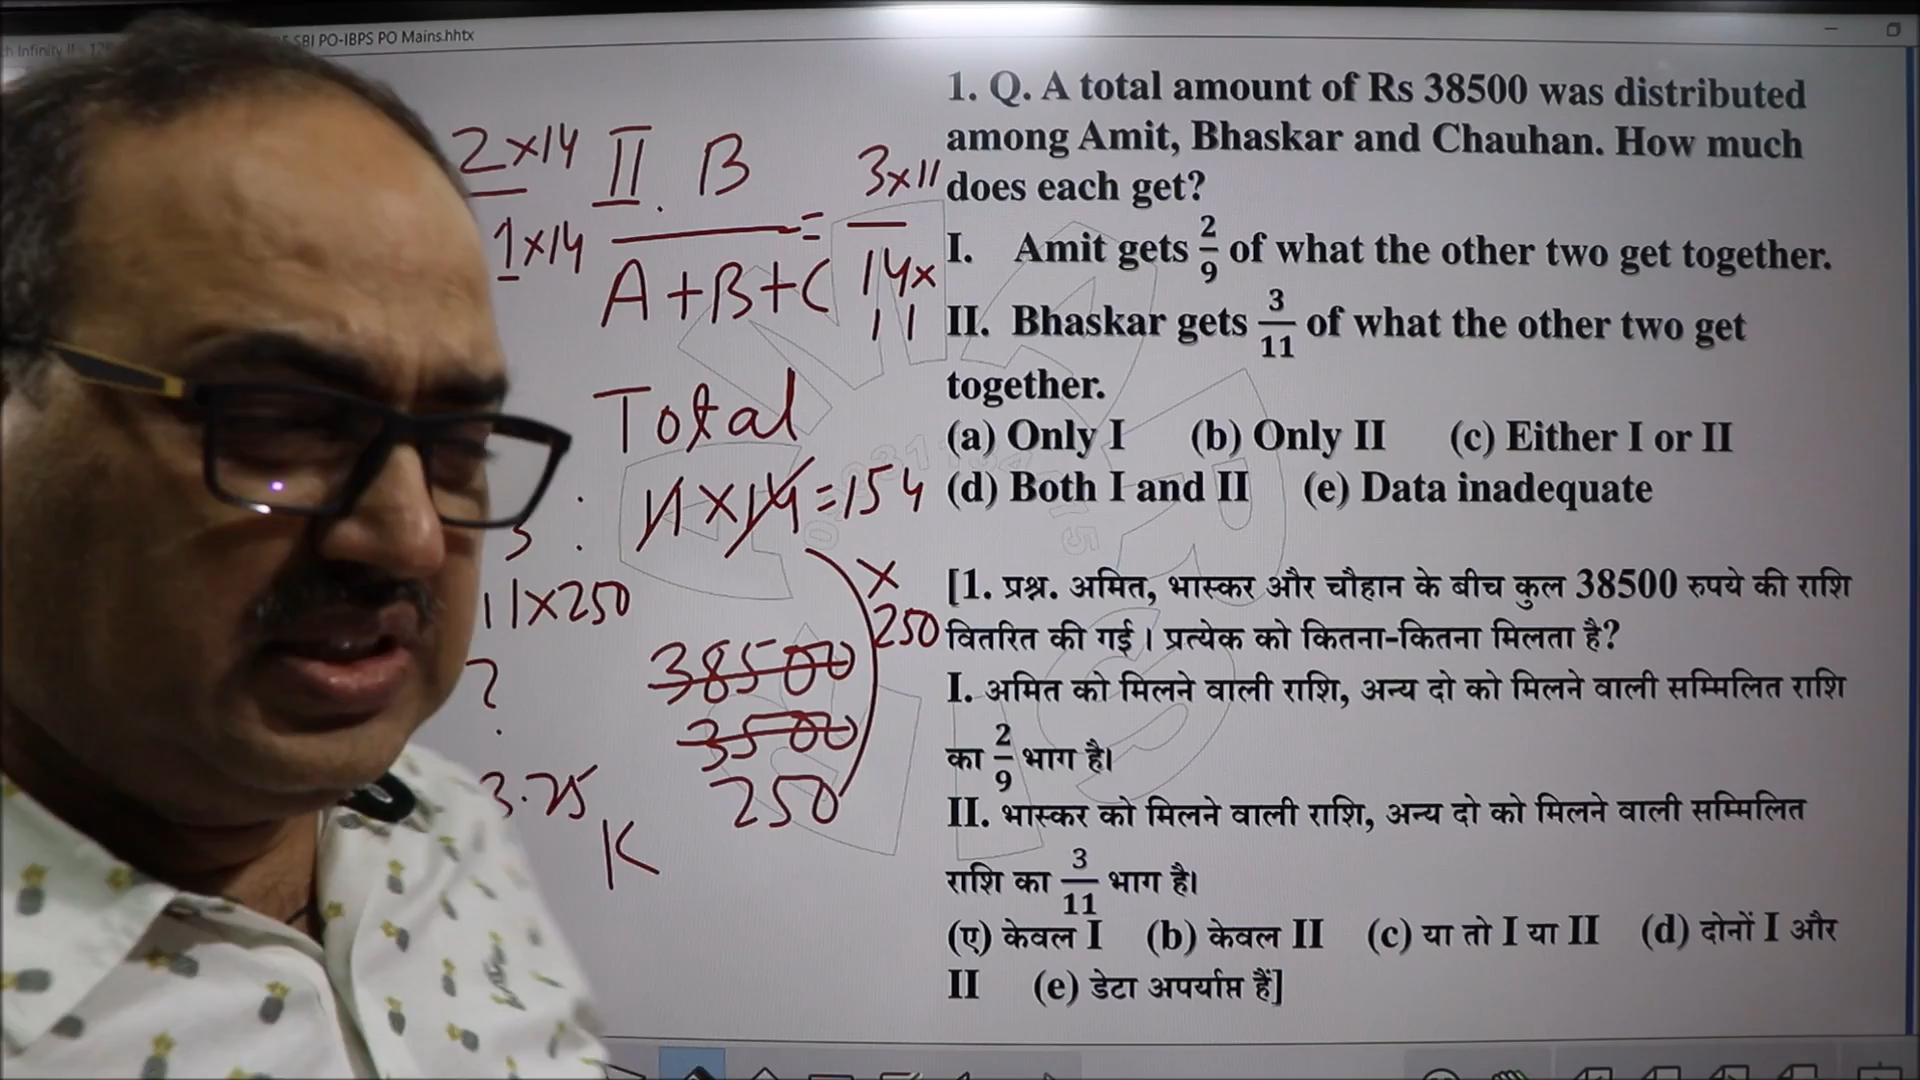 SBI PO-IBPS PO Mains.hhtx
2×14
1×14
II. B
A+B+C
=
3×11
14×
11
Total
: 11×14=154
11×250
×
250
38500
3500
?
250
3.25
K
1. Q. A total amount of Rs 38500 was distributed
among Amit, Bhaskar and Chauhan. How much
does each get?
I. Amit gets 2/9 of what the other two get together.
II. Bhaskar gets 3/11 of what the other two get
together.
(a) Only I (b) Only II (c) Either I or II
(d) Both I and II (e) Data inadequate
[1. प्रश्न. अमित, भास्कर और चौहान के बीच कुल 38500 रुपये की राशि
वितरित की गई। प्रत्येक को कितना-कितना मिलता है?
I. अमित को मिलने वाली राशि, अन्य दो को मिलने वाली सम्मिलित राशि
का 2/9 भाग है।
II. भास्कर को मिलने वाली राशि, अन्य दो को मिलने वाली सम्मिलित
राशि का 3/11 भाग है।
(ए) केवल I (b) केवल II (c) या तो I या II (d) दोनों I और
II (e) डेटा अपर्याप्त हैं]